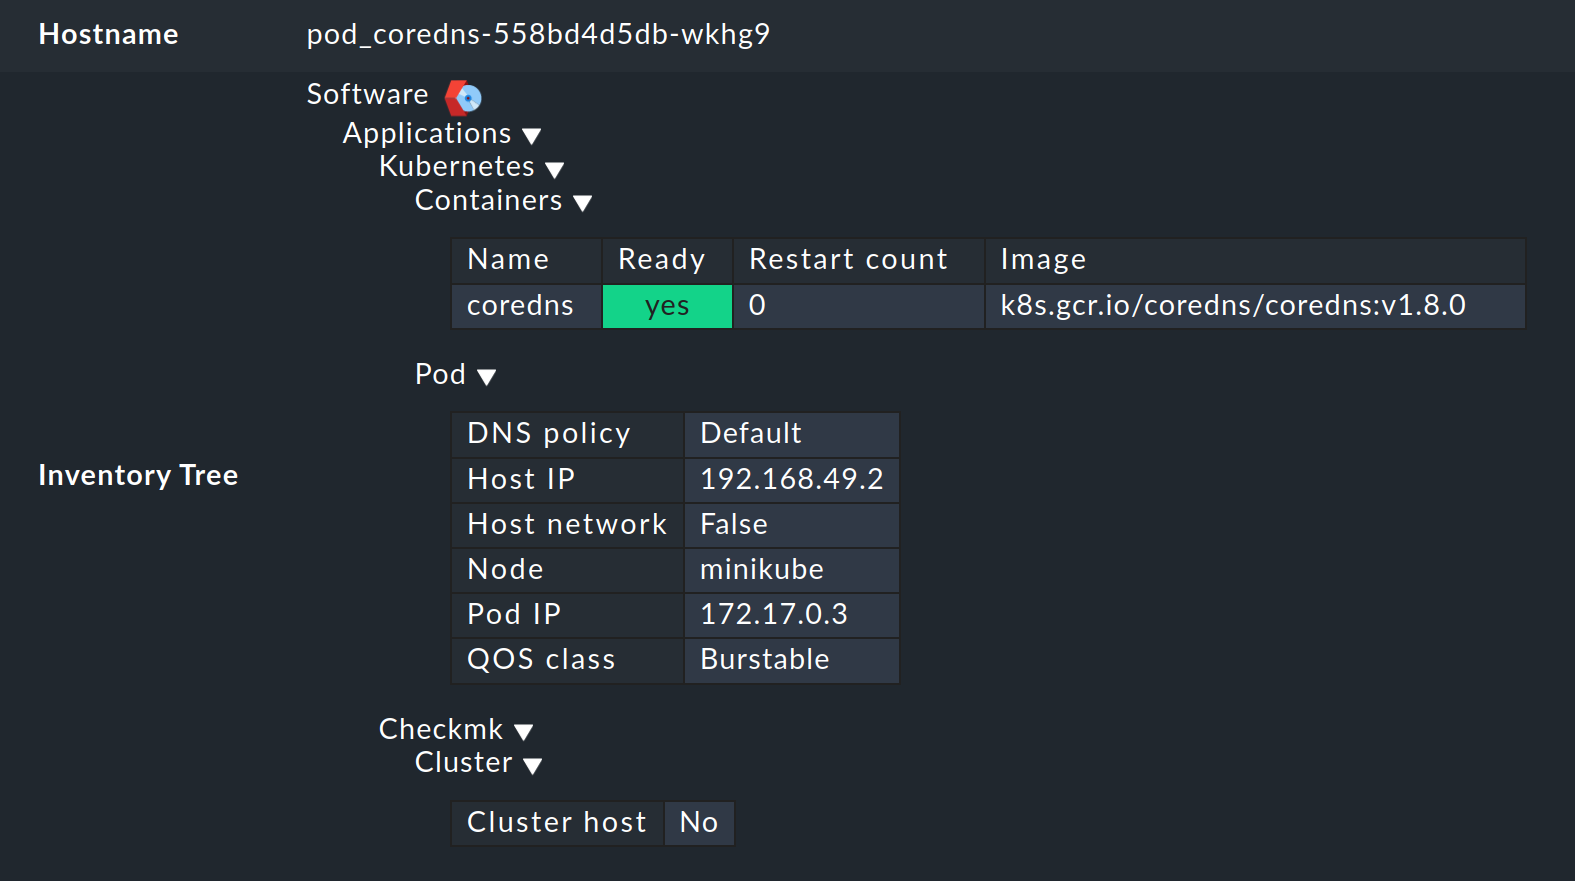 Hostname pod_coredns-558bd4d5db-wkhg9
Software
Applications
Kubernetes
Containers
Name Ready Restart count Image
coredns yes 0 k8s.gcr.io/coredns/coredns:v1.8.0
Pod
DNS policy Default
Inventory Tree
Host IP 192.168.49.2
Host network False
Node minikube
Pod IP 172.17.0.3
QOS class Burstable
Checkmk
Cluster
Cluster host No